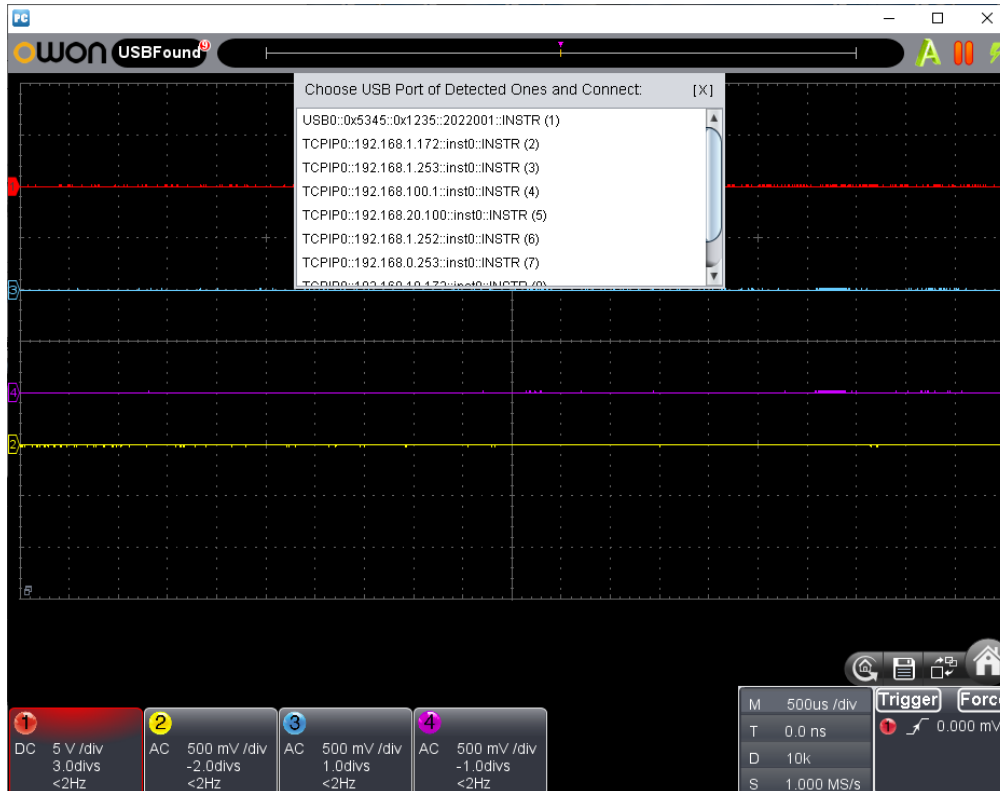 PC
OWON USBFound 9
Choose USB Port of Detected Ones and Connect: [X]
USB0::0x5345::0x1235::2022001::INSTR (1)
TCPIP0::192.168.1.172::inst0::INSTR (2)
TCPIP0::192.168.1.253::inst0::INSTR (3)
TCPIP0::192.168.100.1::inst0::INSTR (4)
TCPIP0::192.168.20.100::inst0::INSTR (5)
TCPIP0::192.168.1.252::inst0::INSTR (6)
TCPIP0::192.168.0.253::inst0::INSTR (7)
1
3
4
2
M 500us /div
T 0.0 ns
D 10k
S 1.000 MS/s
Trigger Force
1 0.000 mV
1
DC 5 V /div
3.0divs
<2Hz
2
AC 500 mV /div
-2.0divs
<2Hz
3
AC 500 mV /div
1.0divs
<2Hz
4
AC 500 mV /div
-1.0divs
<2Hz